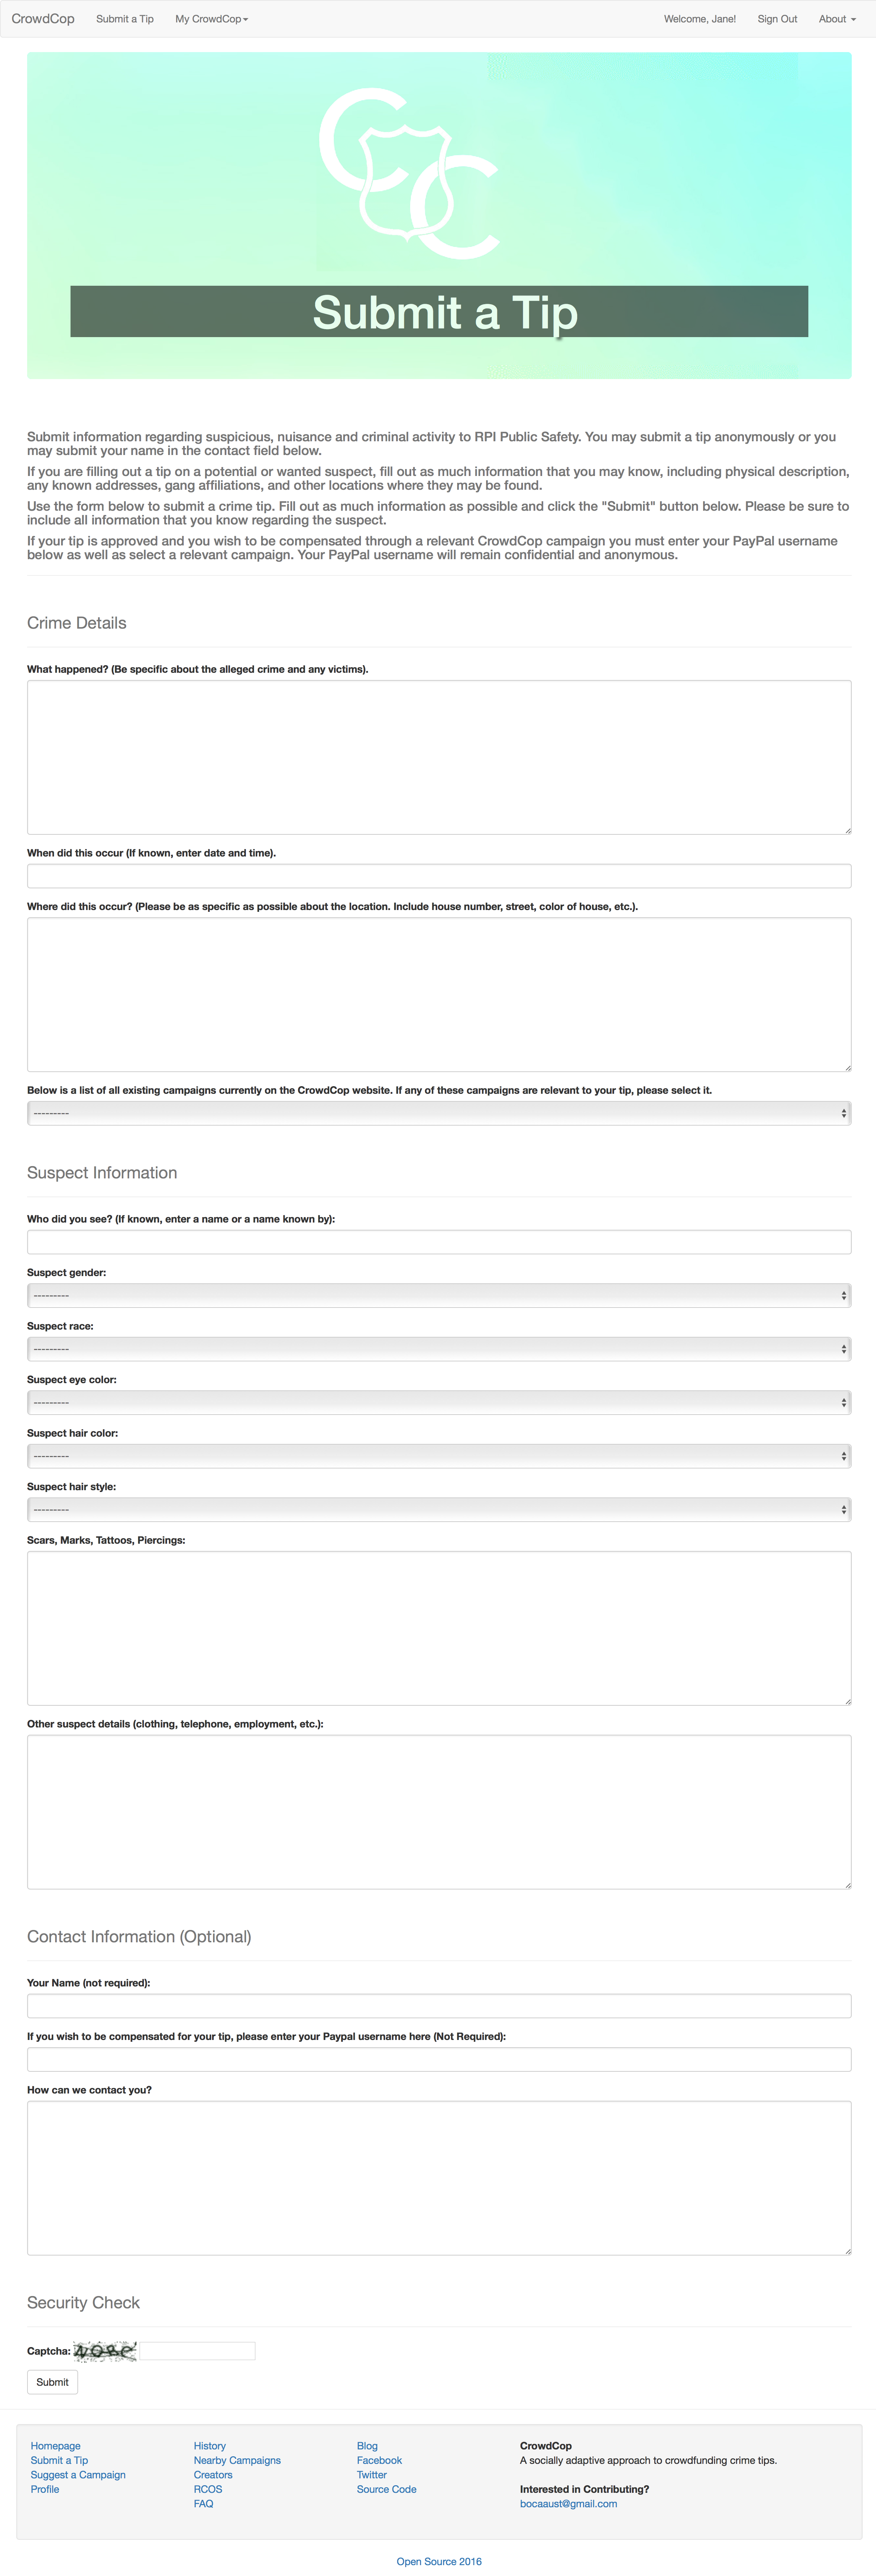 CrowdCop Submit a Tip My CrowdCop Welcome, Jane! Sign Out About
CC
Submit a Tip
Submit information regarding suspicious, nuisance and criminal activity to RPI Public Safety. You may submit a tip anonymously or you
may submit your name in the contact field below.
If you are filling out a tip on a potential or wanted suspect, fill out as much information that you may know, including physical description,
any known addresses, gang affiliations, and other locations where they may be found.
Use the form below to submit a crime tip. Fill out as much information as possible and click the "Submit" button below. Please be sure to
include all information that you know regarding the suspect.
If your tip is approved and you wish to be compensated through a relevant CrowdCop campaign you must enter your PayPal username
below as well as select a relevant campaign. Your PayPal username will remain confidential and anonymous.
Crime Details
What happened? (Be specific about the alleged crime and any victims).
When did this occur (If known, enter date and time).
Where did this occur? (Please be as specific as possible about the location. Include house number, street, color of house, etc.).
Below is a list of all existing campaigns currently on the CrowdCop website. If any of these campaigns are relevant to your tip, please select it.
---------
Suspect Information
Who did you see? (If known, enter a name or a name known by):
Suspect gender:
---------
Suspect race:
---------
Suspect eye color:
---------
Suspect hair color:
---------
Suspect hair style:
---------
Scars, Marks, Tattoos, Piercings:
Other suspect details (clothing, telephone, employment, etc.):
Contact Information (Optional)
Your Name (not required):
If you wish to be compensated for your tip, please enter your Paypal username here (Not Required):
How can we contact you?
Security Check
Captcha:
Submit
Homepage
Submit a Tip
Suggest a Campaign
Profile
History
Nearby Campaigns
Creators
RCOS
FAQ
Blog
Facebook
Twitter
Source Code
CrowdCop
A socially adaptive approach to crowdfunding crime tips.
Interested in Contributing?
bocaaust@gmail.com
Open Source 2016